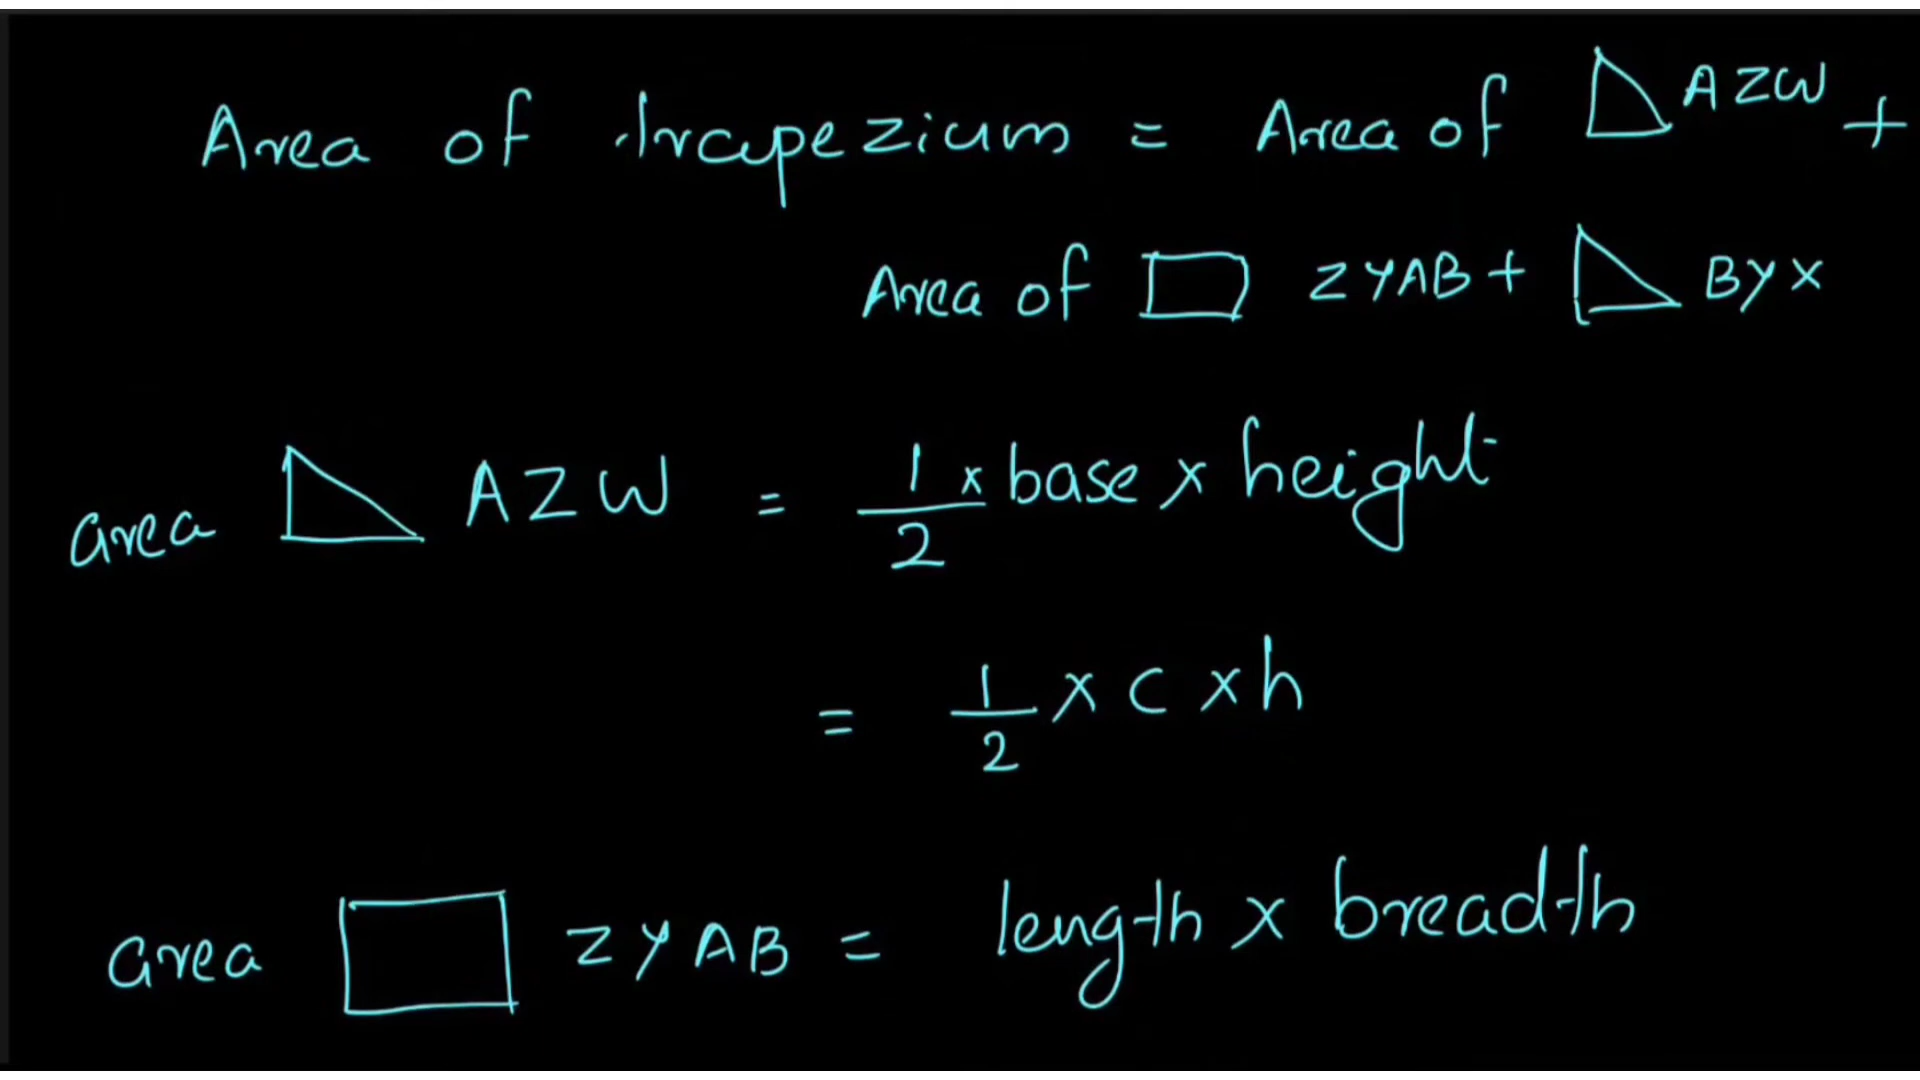 Area of trapezium = Area of △ AZW +
Area of ▭ ZYAB + △ BYX
area △ AZW = 1/2 x base x height
= 1/2 x c x h
area ▭ ZYAB = length x breadth